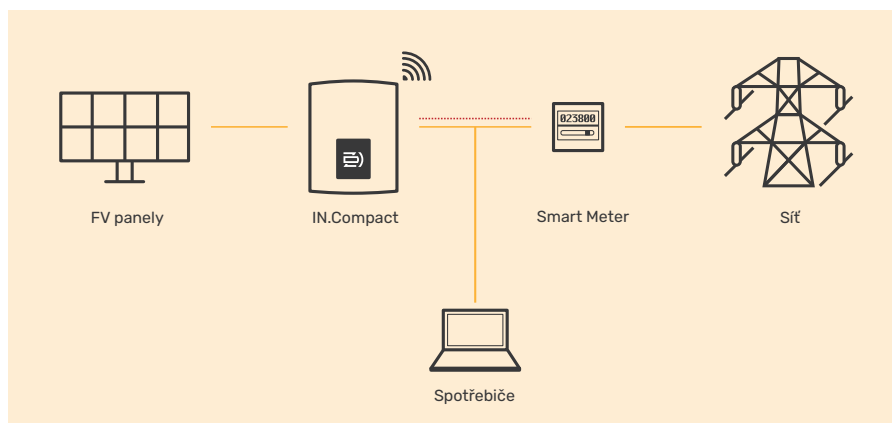 023800
FV panely
IN.Compact
Smart Meter
Síť
Spotřebiče